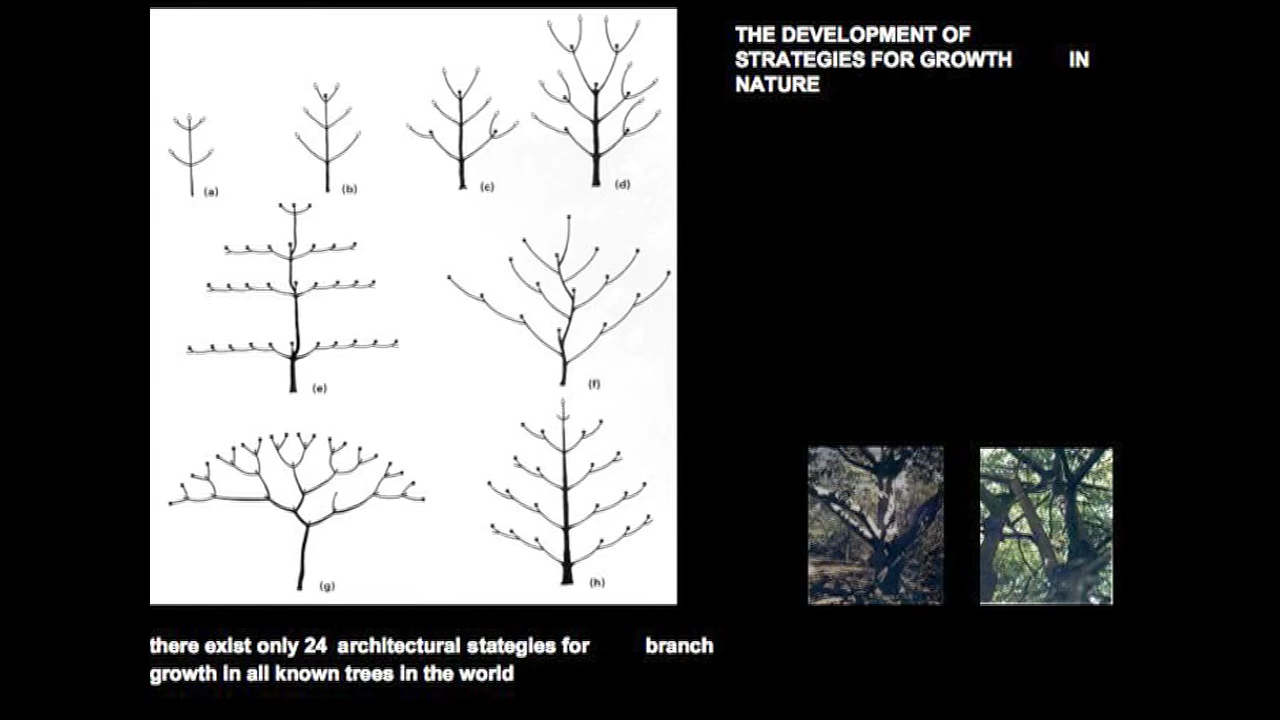 THE DEVELOPMENT OF
STRATEGIES FOR GROWTH IN
NATURE
(a)
(b)
(c)
(d)
(e)
(f)
(g)
(h)
there exist only 24 architectural stategies for branch
growth in all known trees in the world